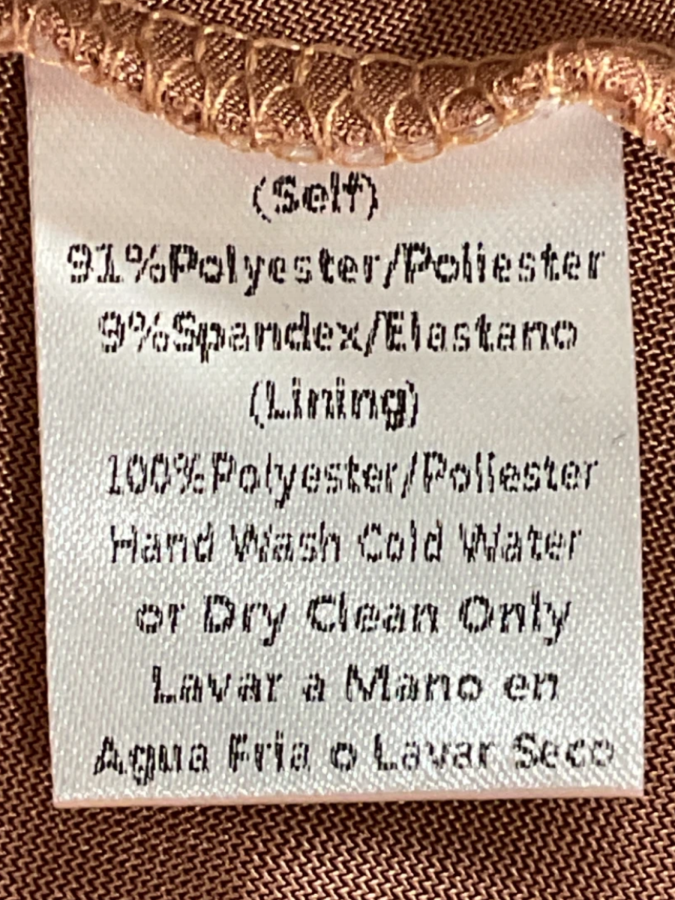 (Self)
91%Polyester/Poliester
9%Spandex/Elastano
(Lining)
100%Polyester/Poliester
Hand Wash Cold Water
or Dry Clean Only
Lavar a Mano en
Agua Fria o Lavar Seco